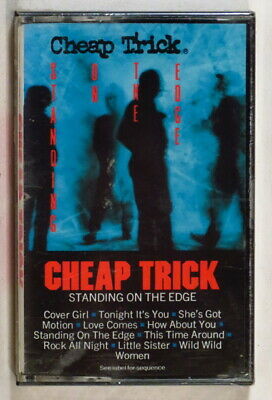 Cheap Trick®
STANDING
ON
THE
EDGE
CHEAP TRICK
STANDING ON THE EDGE
Cover Girl ■ Tonight It's You ■ She's Got
Motion ■ Love Comes ■ How About You ■
Standing On The Edge ■ This Time Around ■
Rock All Night ■ Little Sister ■ Wild Wild
Women
See label for sequence